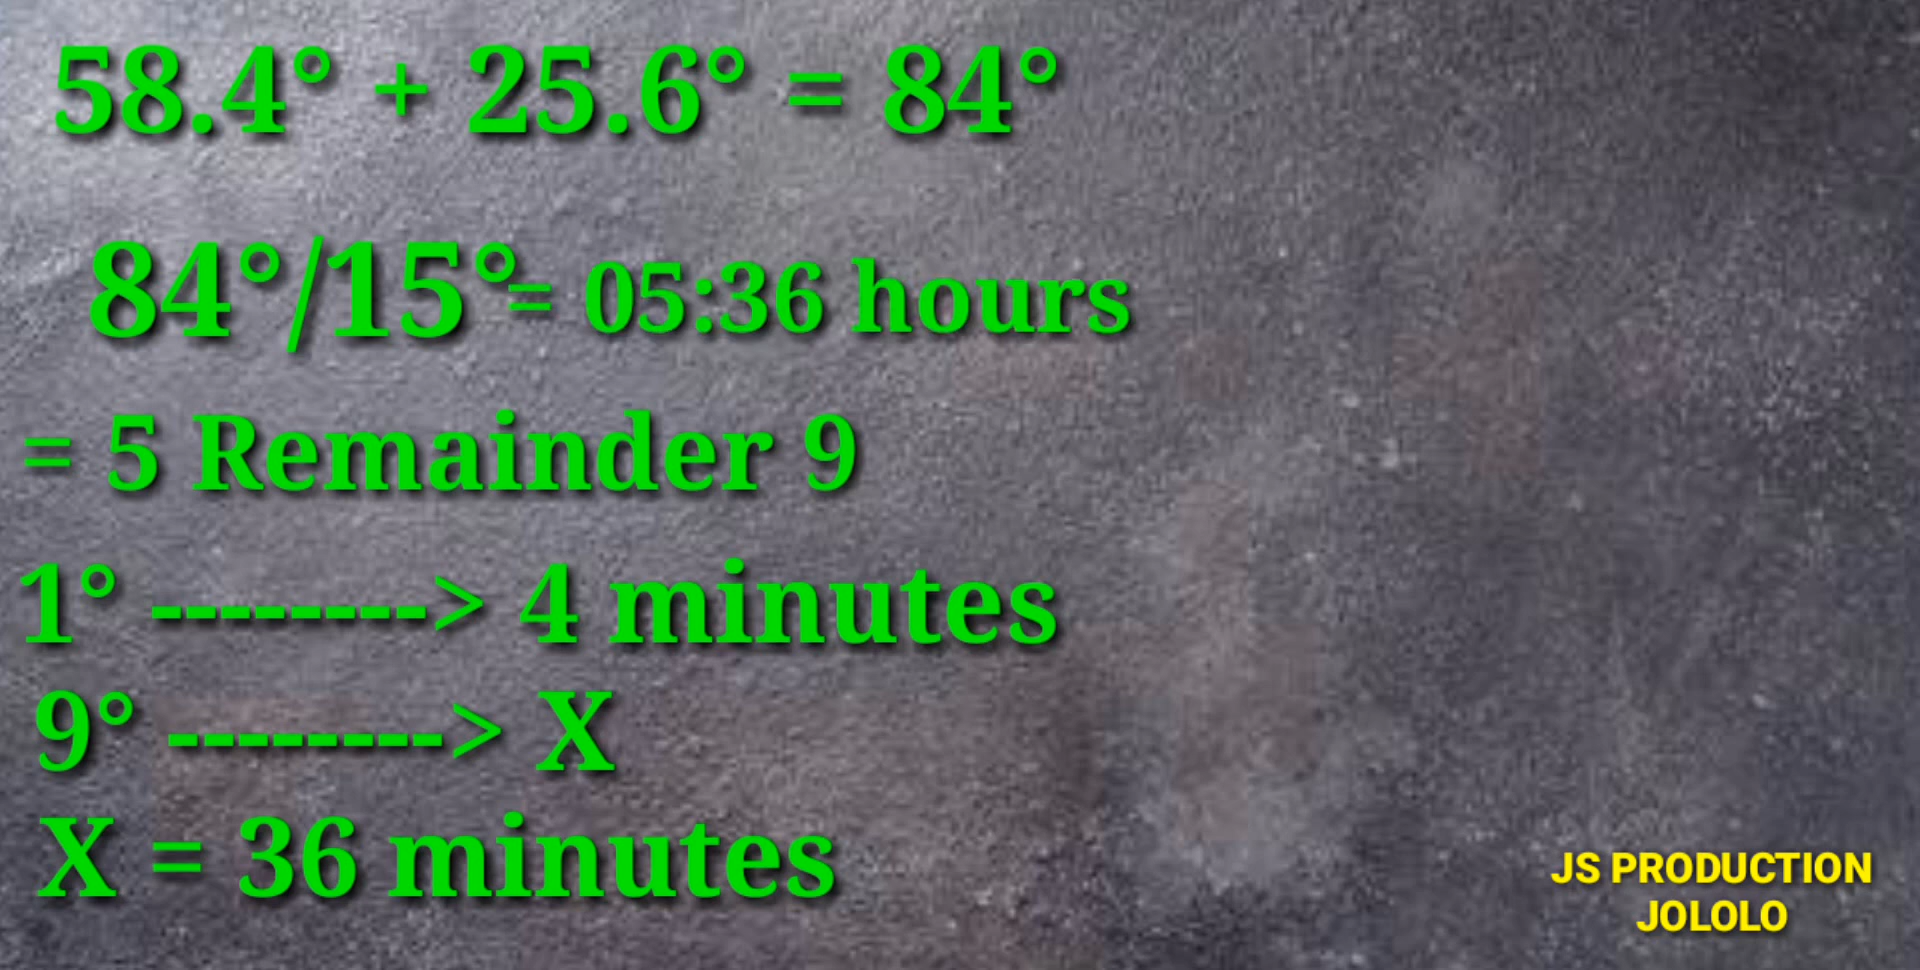 58.4° + 25.6° = 84°
84°/15°= 05:36 hours
= 5 Remainder 9
1° --------> 4 minutes
9° --------> X
X = 36 minutes
JS PRODUCTION
JOLOLO